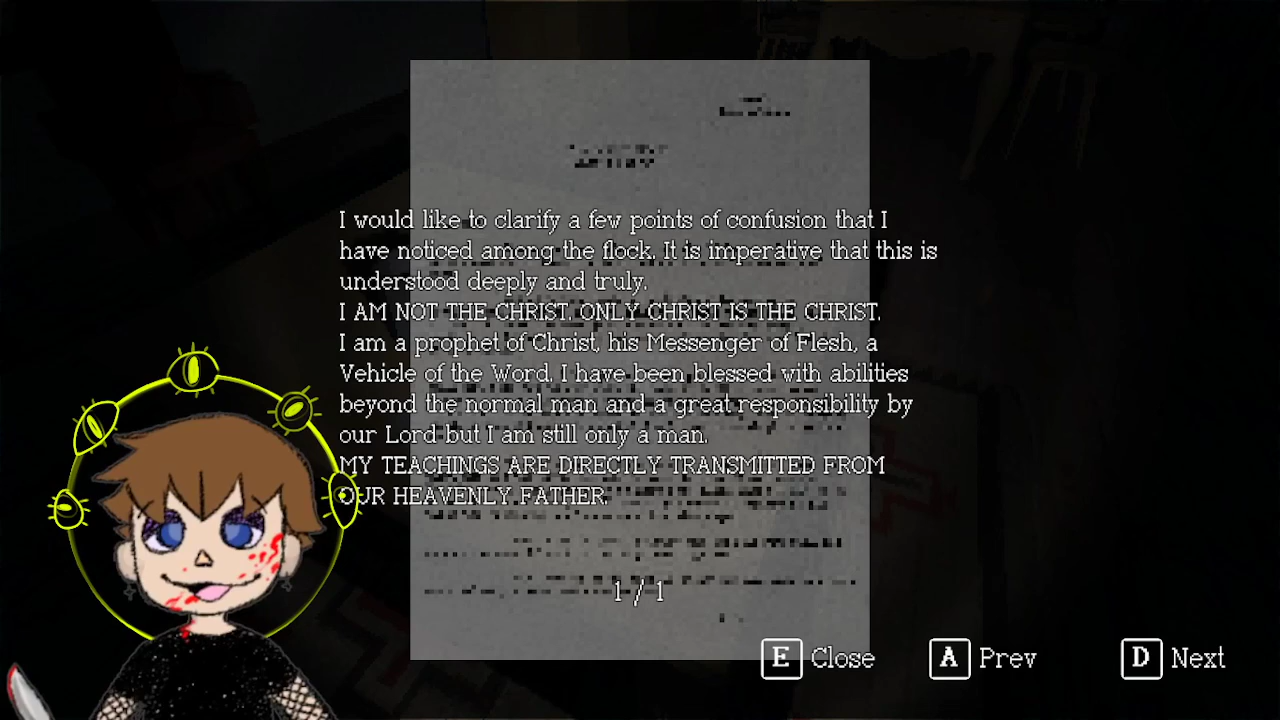 I would like to clarify a few points of confusion that I
have noticed among the flock. It is imperative that this is
understood deeply and truly.
I AM NOT THE CHRIST. ONLY CHRIST IS THE CHRIST.
I am a prophet of Christ, his Messenger of Flesh, a
Vehicle of the Word. I have been blessed with abilities
beyond the normal man and a great responsibility by
our Lord but I am still only a man.
MY TEACHINGS ARE DIRECTLY TRANSMITTED FROM
OUR HEAVENLY FATHER.
1 / 1
E Close A Prev D Next